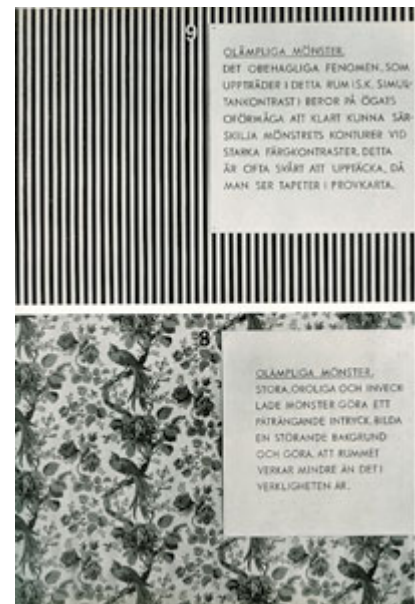 9
OLÄMPLIGA MÖNSTER.
DET OBEHAGLIGA FENOMEN, SOM
UPPTRÄDER I DETTA RUM (S.K. SIMUL-
TANKONTRAST) BEROR PÅ ÖGATS
OFÖRMÅGA ATT KLART KUNNA SÄR-
SKILJA MÖNSTRETS KONTURER VID
STARKA FÄRGKONTRASTER. DETTA
ÄR OFTA SVÅRT ATT UPPTÄCKA, DÅ
MAN SER TAPETER I PROVKARTA.
8
OLÄMPLIGA MÖNSTER.
STORA, OROLIGA OCH INVECK
LADE MÖNSTER GÖRA ETT
PÅTRÄNGANDE INTRYCK, BILDA
EN STÖRANDE BAKGRUND
OCH GÖRA, ATT RUMMET
VERKAR MINDRE ÄN DET I
VERKLIGHETEN ÄR.